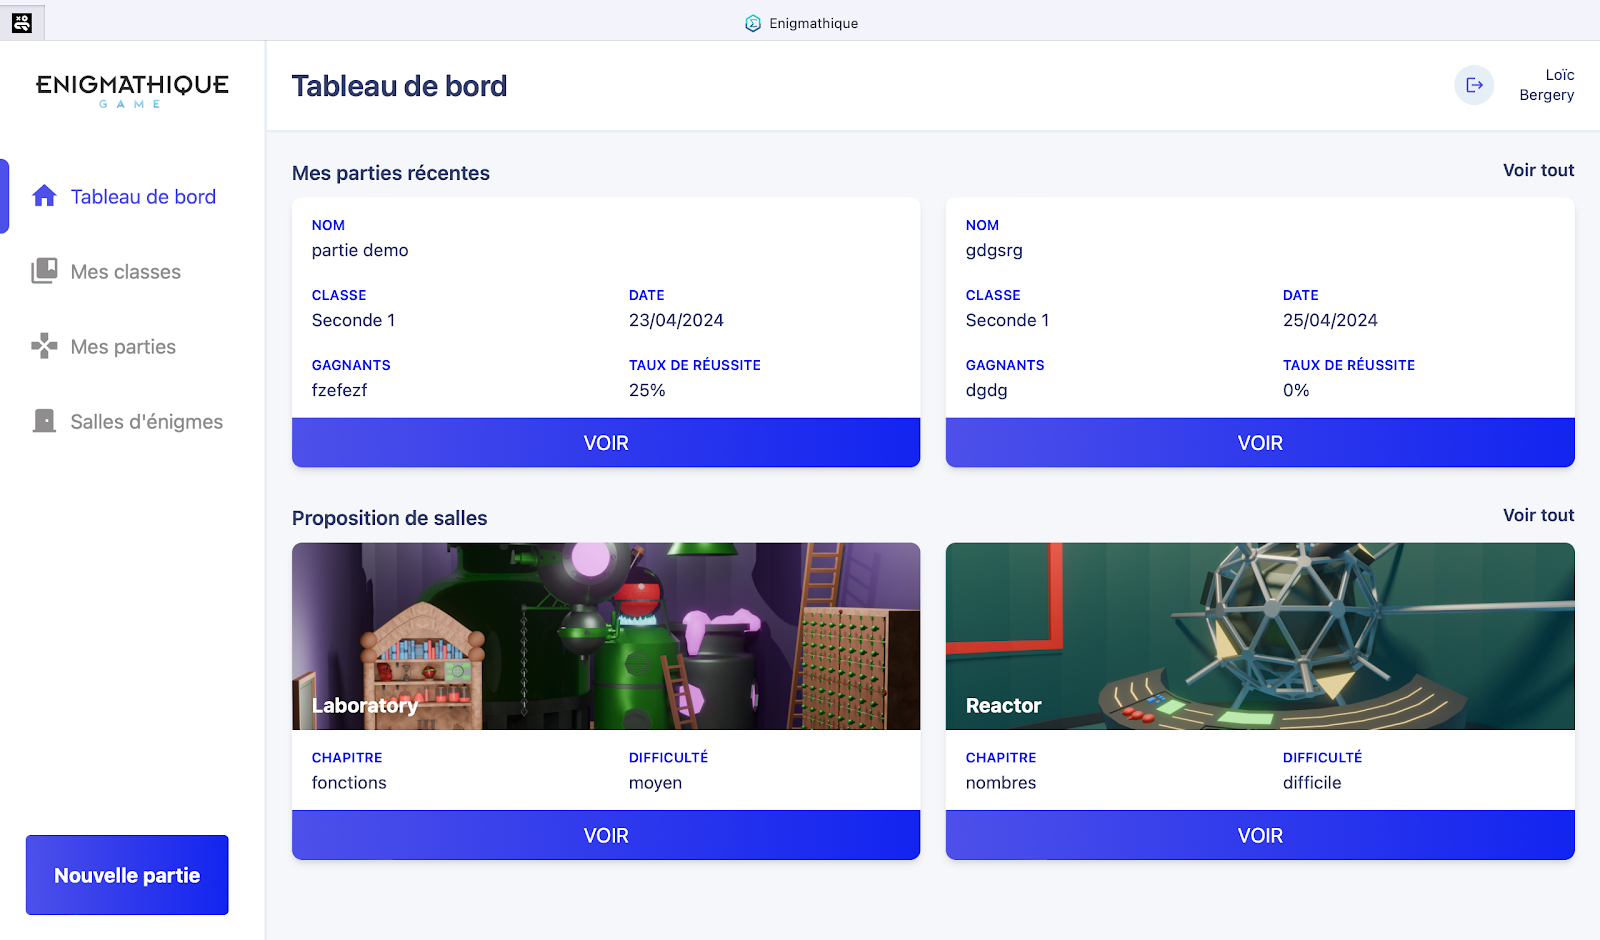 Enigmathique
ENIGMATHIQUE
GAME
Tableau de bord
Loïc
Bergery
Tableau de bord
Mes classes
Mes parties
Salles d'énigmes
Nouvelle partie
Mes parties récentes
Voir tout
NOM
partie demo
CLASSE
DATE
Seconde 1
23/04/2024
GAGNANTS
TAUX DE RÉUSSITE
fzefezf
25%
VOIR
NOM
gdgsrg
CLASSE
DATE
Seconde 1
25/04/2024
GAGNANTS
TAUX DE RÉUSSITE
dgdg
0%
VOIR
Proposition de salles
Voir tout
Laboratory
CHAPITRE
DIFFICULTÉ
fonctions
moyen
VOIR
Reactor
CHAPITRE
DIFFICULTÉ
nombres
difficile
VOIR